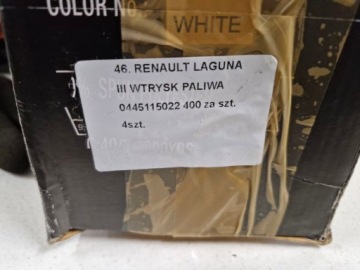 COLOR No.
WHITE
46. RENAULT LAGUNA
III WTRYSK PALIWA
0445115022 400 za szt.
4szt.